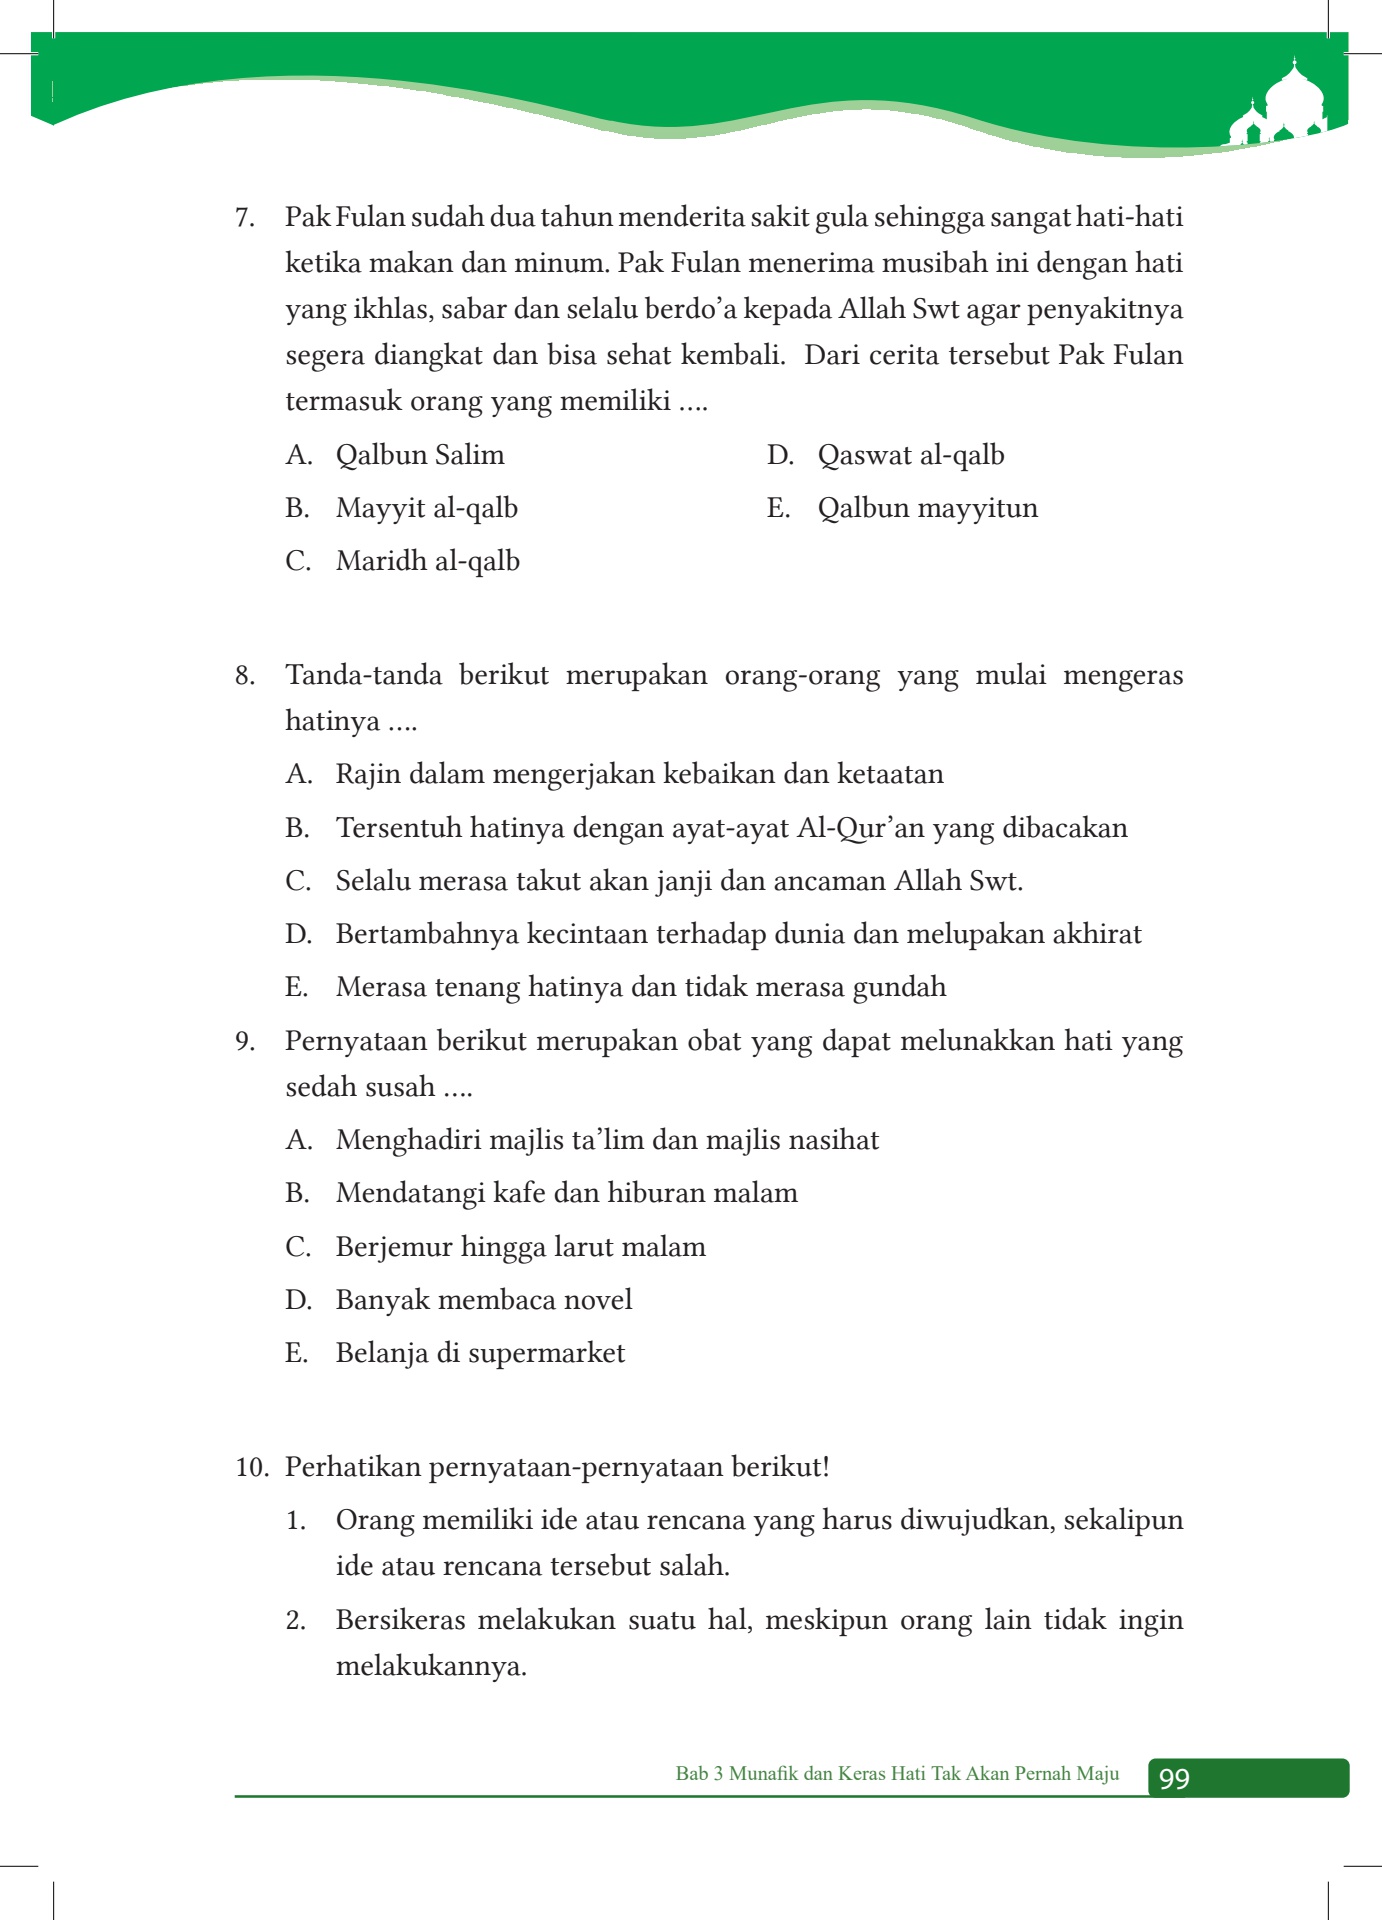 7. Pak Fulan sudah dua tahun menderita sakit gula sehingga sangat hati-hati
ketika makan dan minum. Pak Fulan menerima musibah ini dengan hati
yang ikhlas, sabar dan selalu berdo’a kepada Allah Swt agar penyakitnya
segera diangkat dan bisa sehat kembali. Dari cerita tersebut Pak Fulan
termasuk orang yang memiliki ….
A. Qalbun Salim
B. Mayyit al-qalb
C. Maridh al-qalb
D. Qaswat al-qalb
E. Qalbun mayyitun
8. Tanda-tanda berikut merupakan orang-orang yang mulai mengeras
hatinya ….
A. Rajin dalam mengerjakan kebaikan dan ketaatan
B. Tersentuh hatinya dengan ayat-ayat Al-Qur’an yang dibacakan
C. Selalu merasa takut akan janji dan ancaman Allah Swt.
D. Bertambahnya kecintaan terhadap dunia dan melupakan akhirat
E. Merasa tenang hatinya dan tidak merasa gundah
9. Pernyataan berikut merupakan obat yang dapat melunakkan hati yang
sedah susah ….
A. Menghadiri majlis ta’lim dan majlis nasihat
B. Mendatangi kafe dan hiburan malam
C. Berjemur hingga larut malam
D. Banyak membaca novel
E. Belanja di supermarket
10. Perhatikan pernyataan-pernyataan berikut!
1. Orang memiliki ide atau rencana yang harus diwujudkan, sekalipun
ide atau rencana tersebut salah.
2. Bersikeras melakukan suatu hal, meskipun orang lain tidak ingin
melakukannya.
Bab 3 Munafik dan Keras Hati Tak Akan Pernah Maju 99